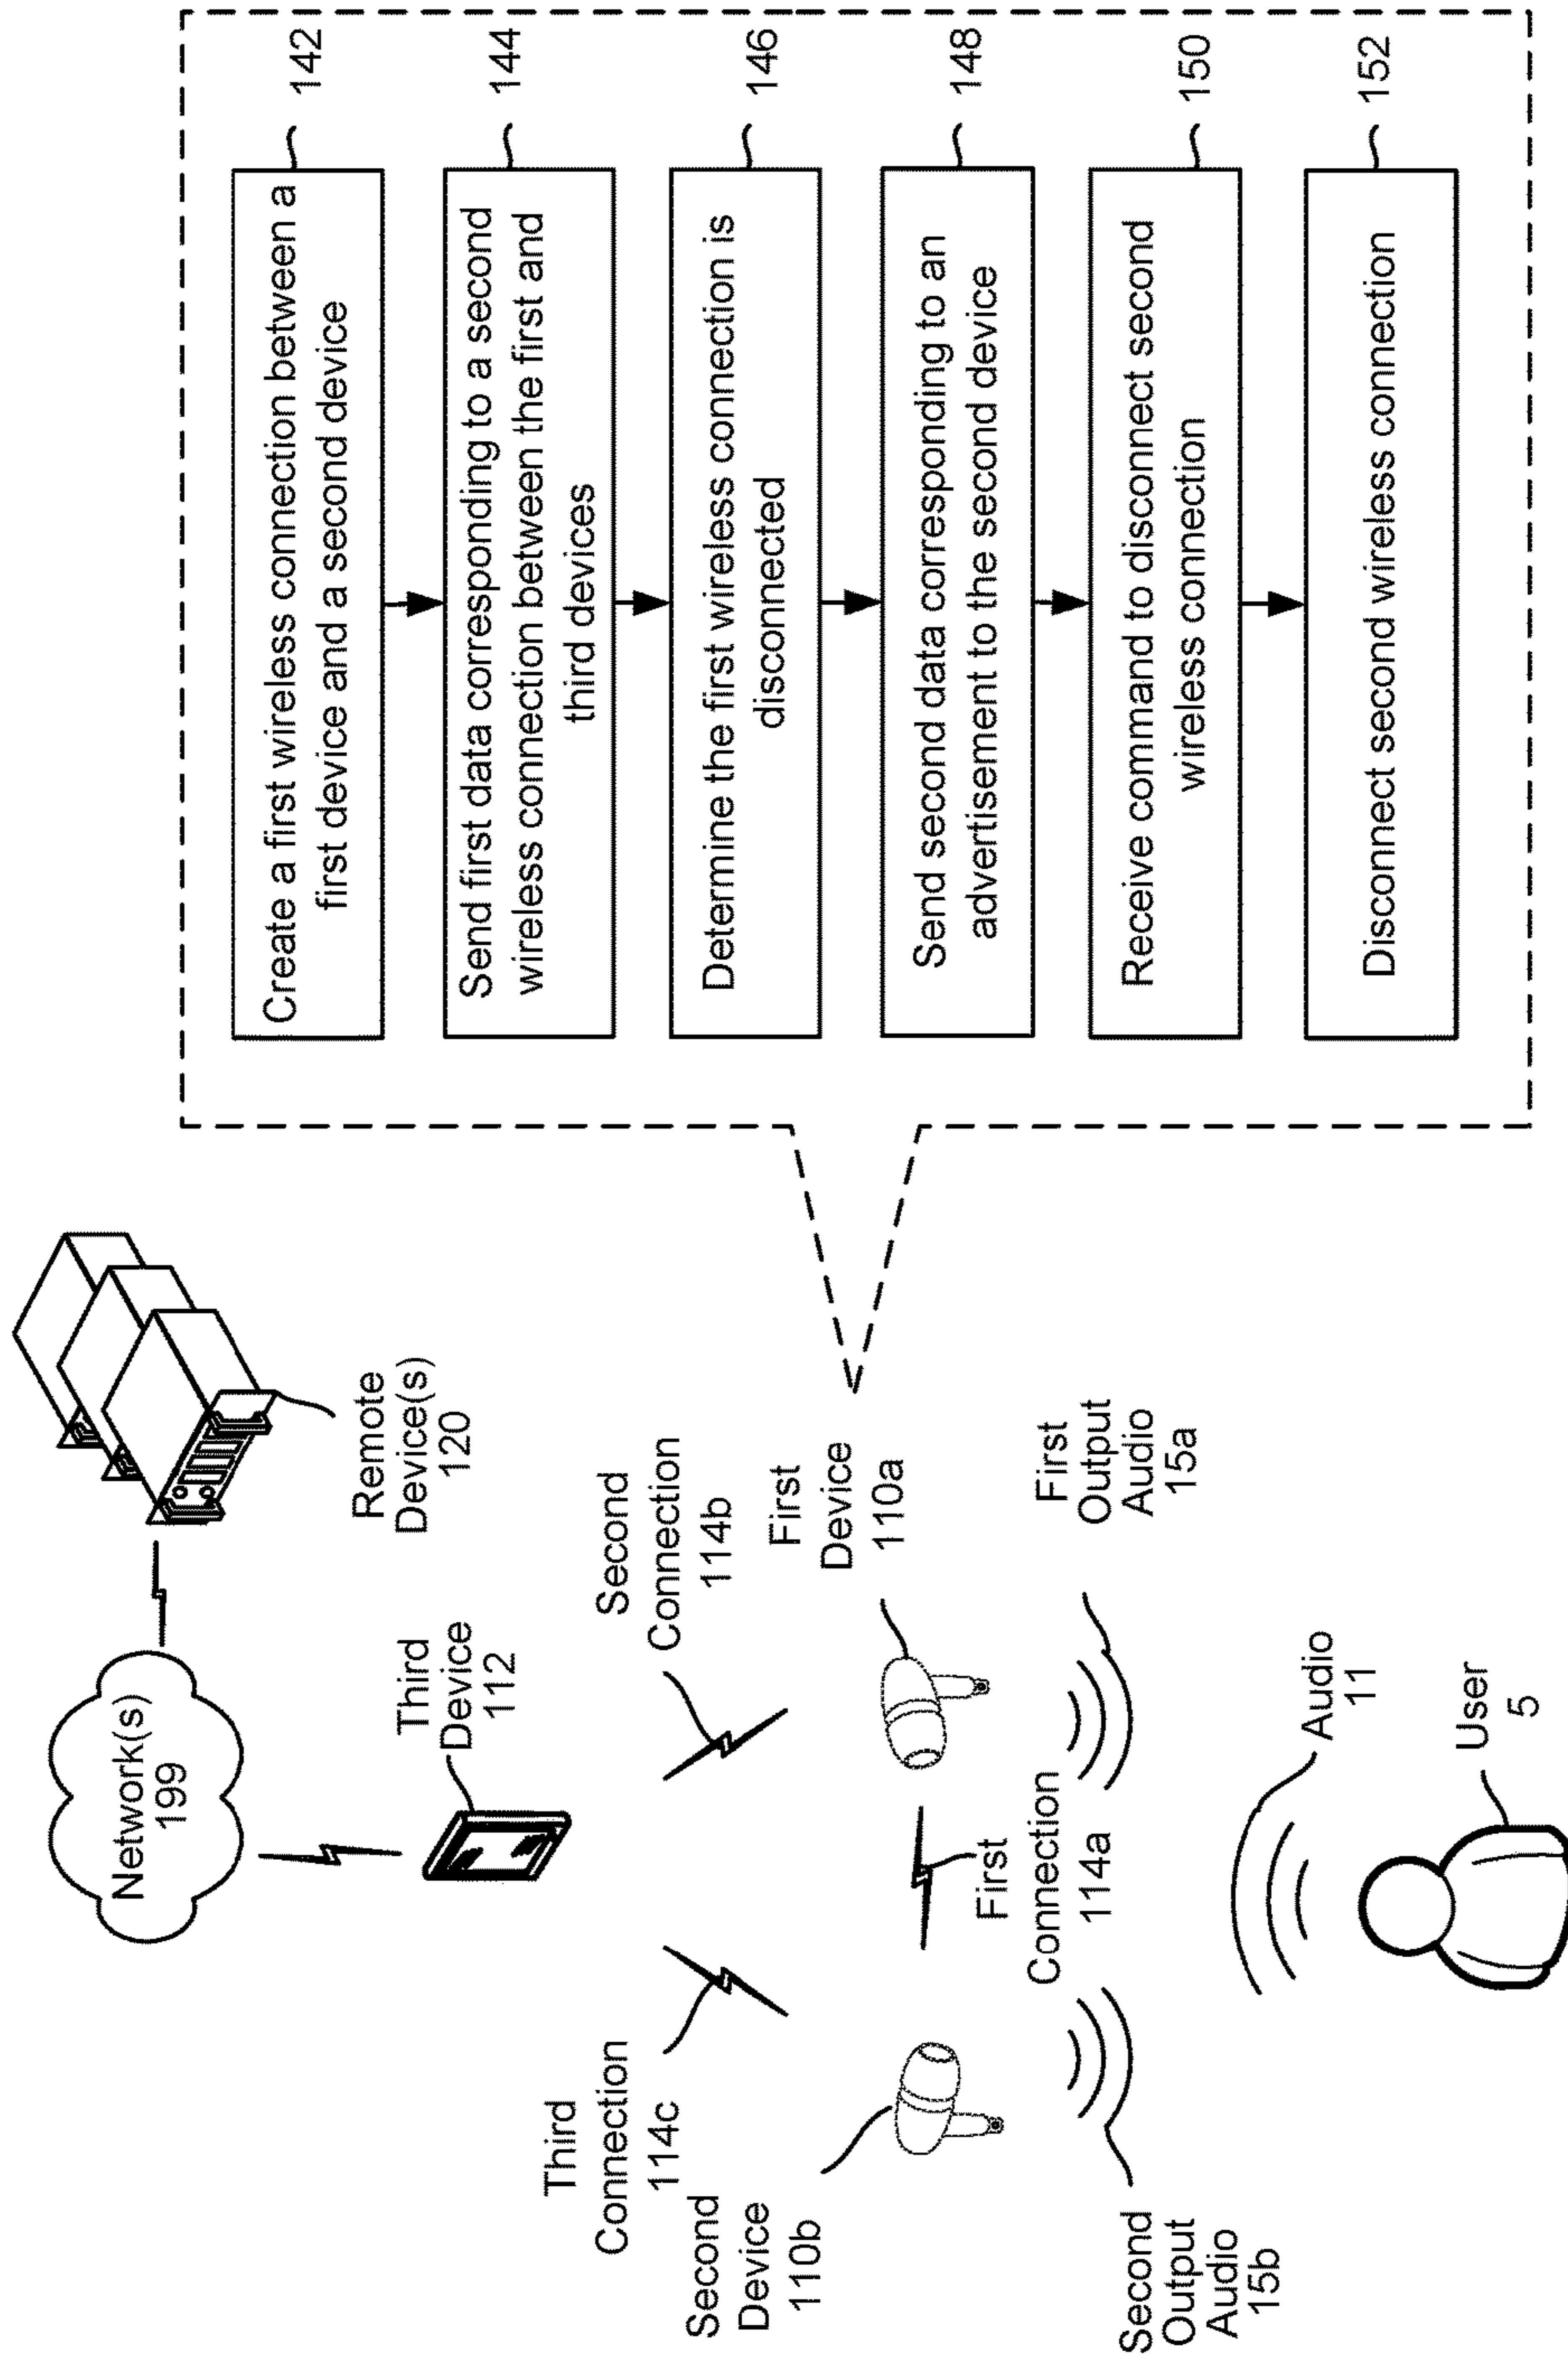 Network(s)
199
Remote
Device(s)
120
Third
Device
112
Second
Connection
114b
Third
Connection
114c
First
Device
110a
Second
Device
110b
First
Connection
114a
First
Output
Audio
15a
Second
Output
Audio
15b
Audio
11
User
5
Create a first wireless connection between a
first device and a second device
142
Send first data corresponding to a second
wireless connection between the first and
third devices
144
Determine the first wireless connection is
disconnected
146
Send second data corresponding to an
advertisement to the second device
148
Receive command to disconnect second
wireless connection
150
Disconnect second wireless connection
152